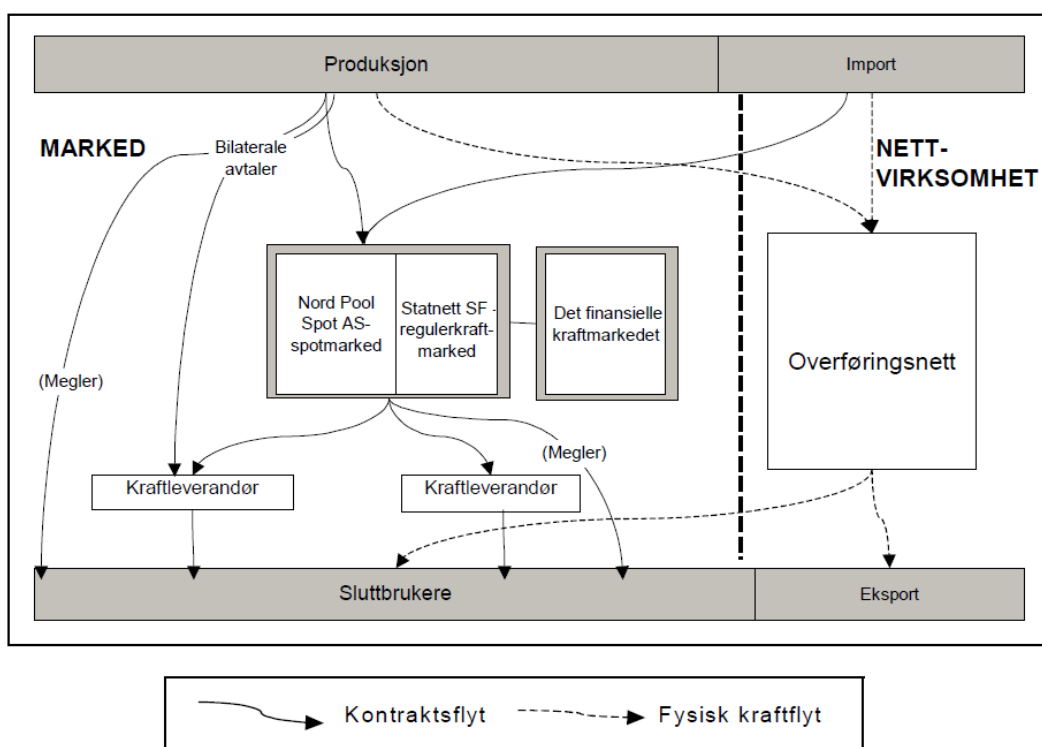 Produksjon
Import
MARKED
Bilaterale
avtaler
NETT-
VIRKSOMHET
Nord Pool
Spot AS-
spotmarked
Statnett SF -
regulerkraft-
marked
Det finansielle
kraftmarkedet
Overføringsnett
(Megler)
(Megler)
Kraftleverandør
Kraftleverandør
Sluttbrukere
Eksport
Kontraktsflyt
Fysisk kraftflyt